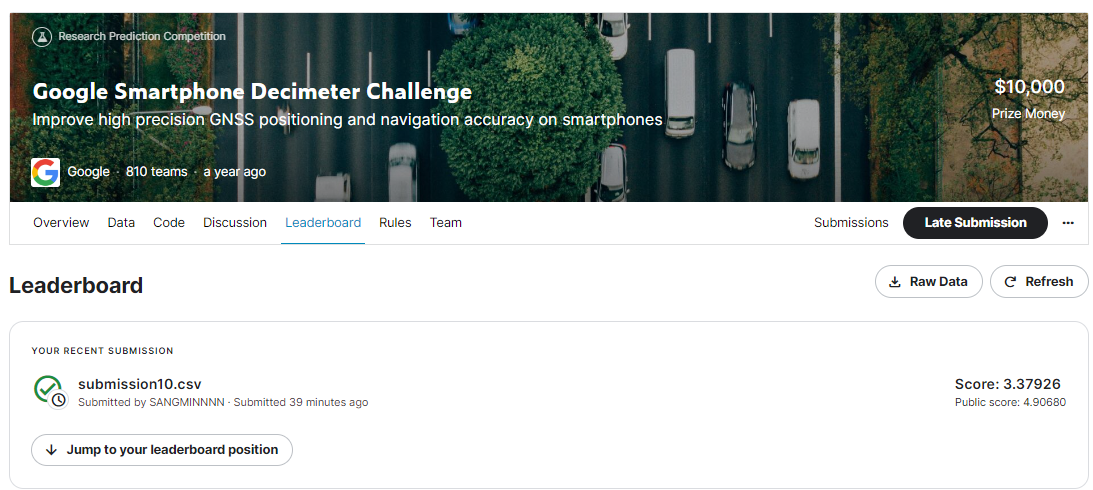 Research Prediction Competition
Google Smartphone Decimeter Challenge
Improve high precision GNSS positioning and navigation accuracy on smartphones
$10,000
Prize Money
Google · 810 teams · a year ago
Overview Data Code Discussion Leaderboard Rules Team Submissions Late Submission ···
Leaderboard
Raw Data Refresh
YOUR RECENT SUBMISSION
submission10.csv
Submitted by SANGMINNNN · Submitted 39 minutes ago
Score: 3.37926
Public score: 4.90680
Jump to your leaderboard position